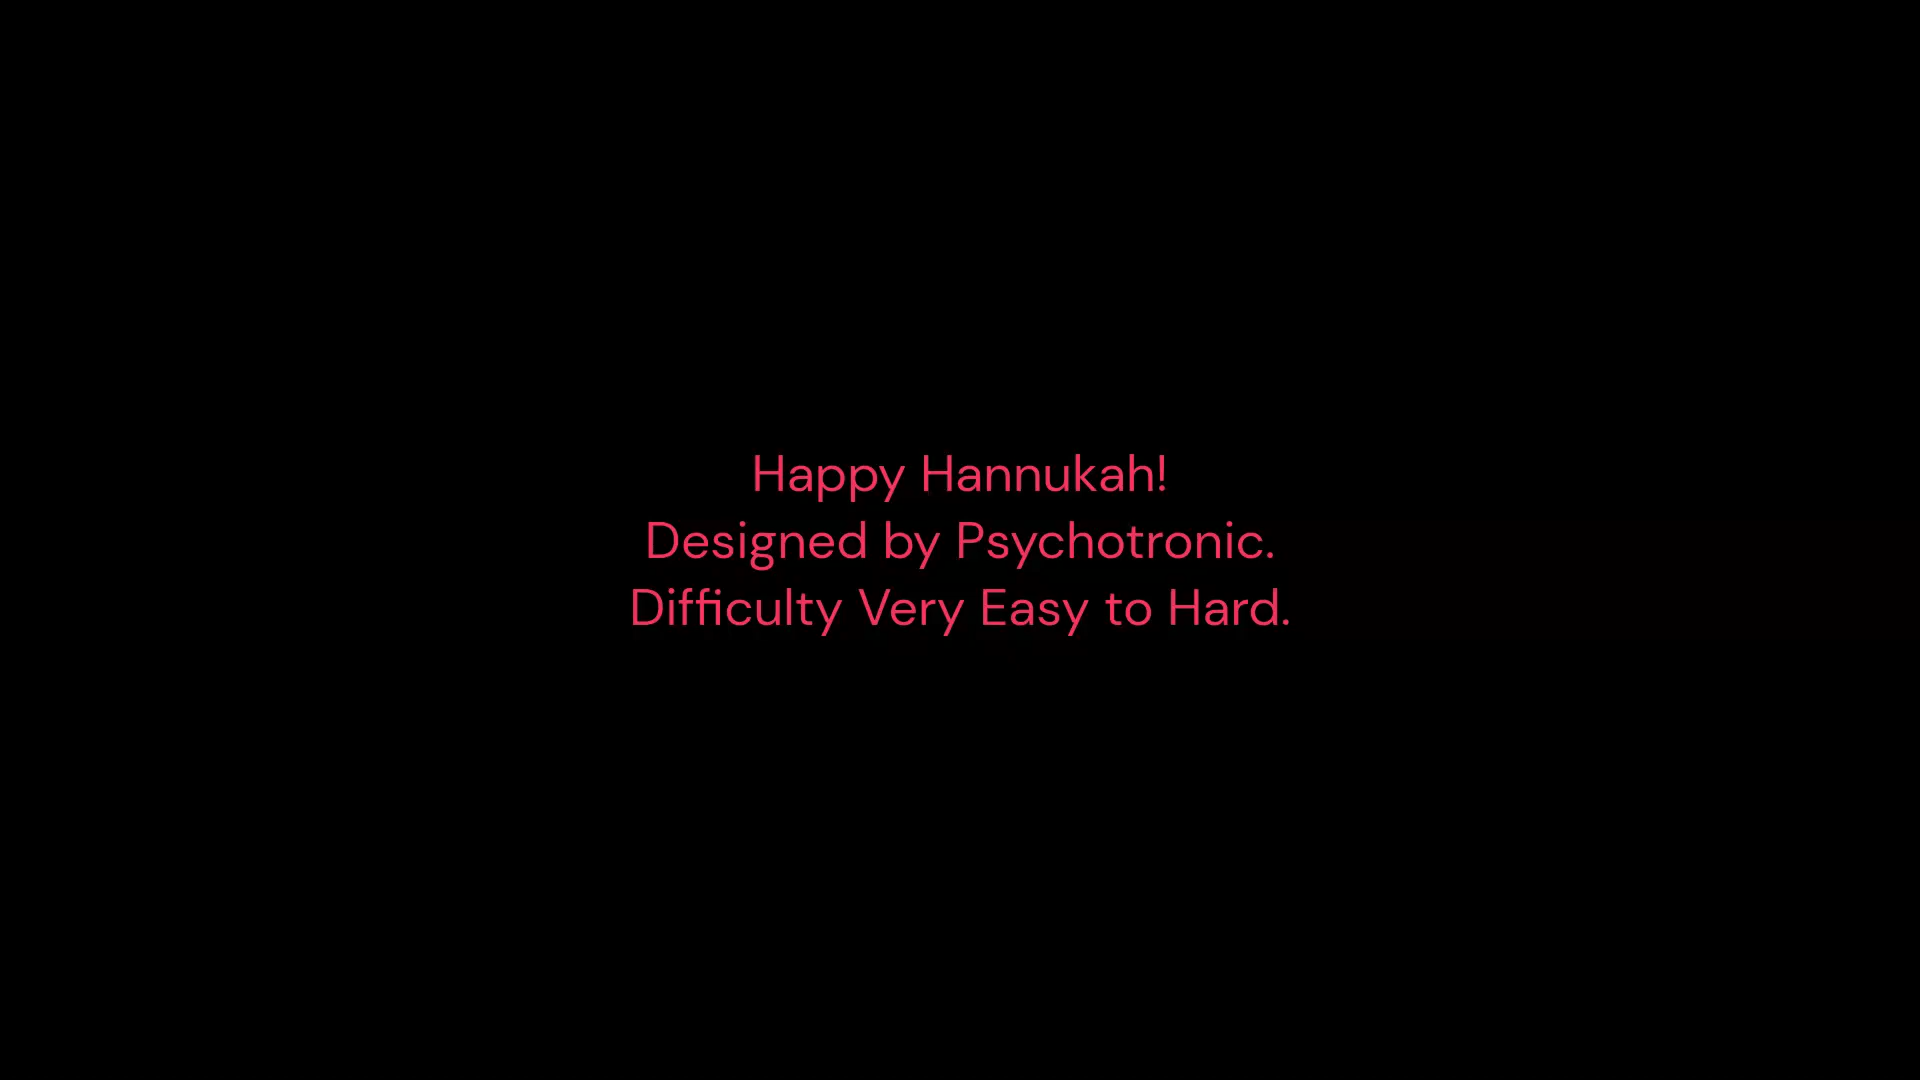 Happy Hannukah!
Designed by Psychotronic.
Difficulty Very Easy to Hard.